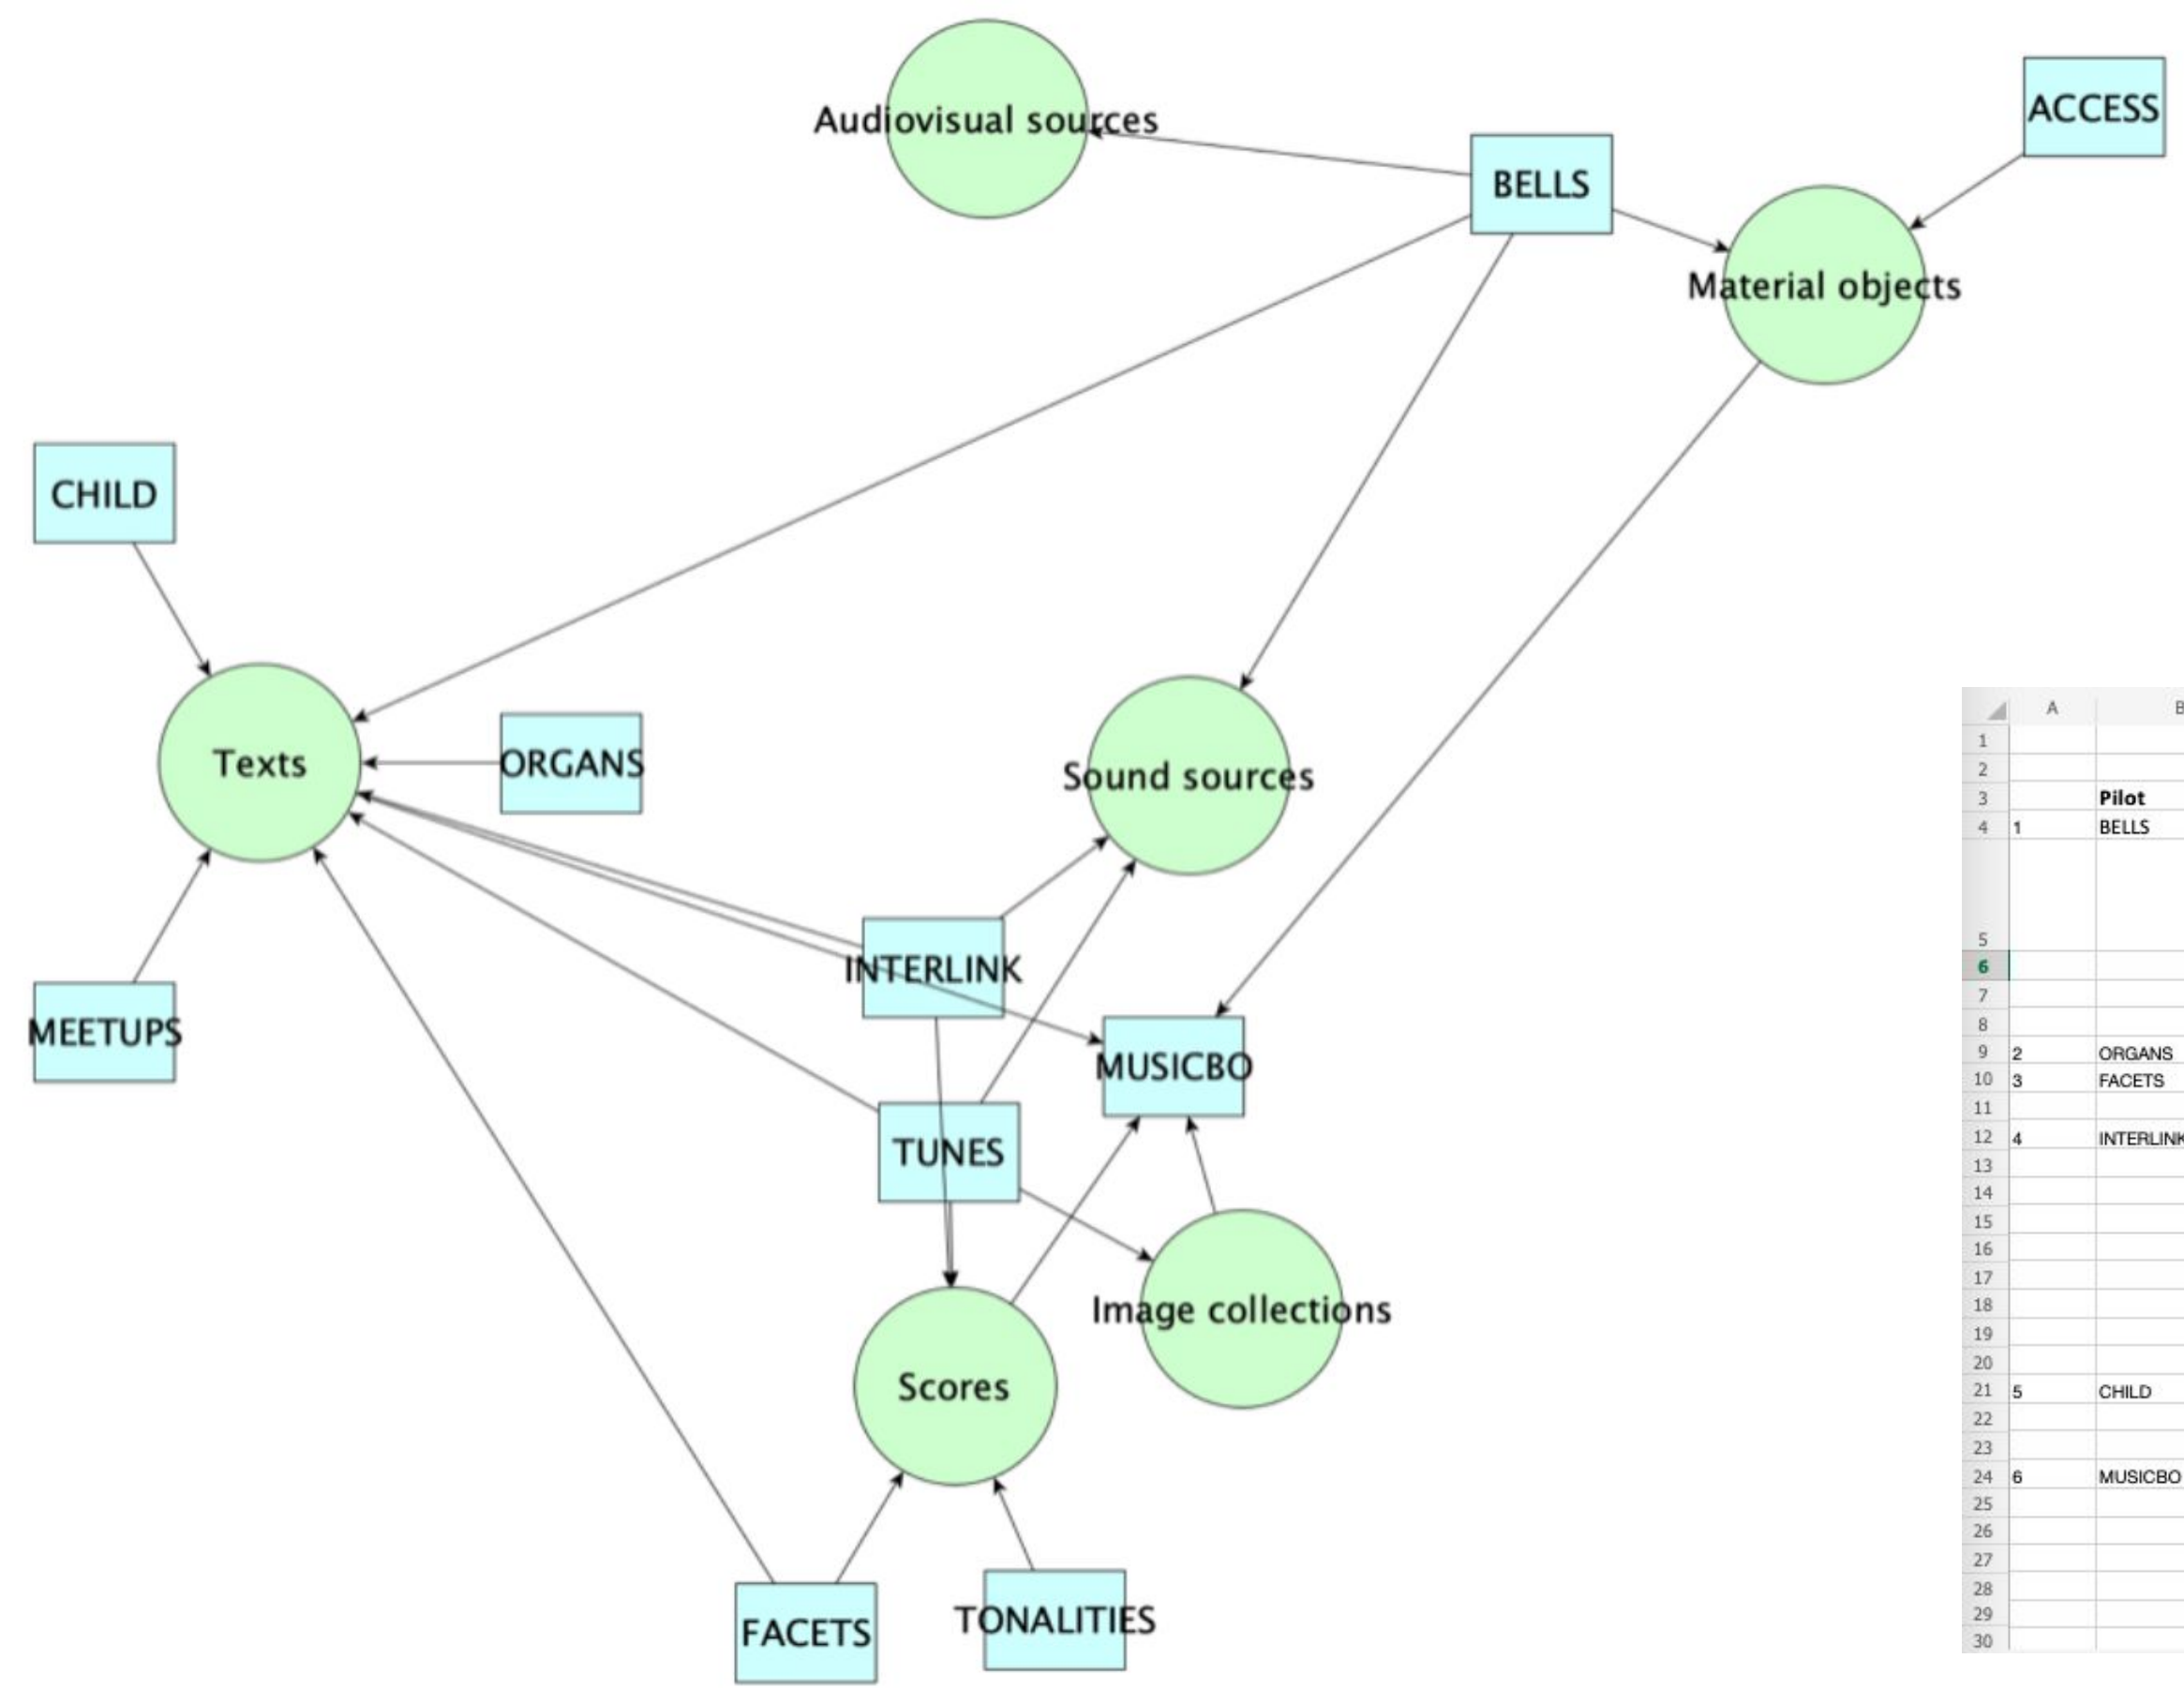 Audiovisual sources
ACCESS
BELLS
Material objects
CHILD
Texts
ORGANS
Sound sources
INTERLINK
MEETUPS
MUSICBO
TUNES
Image collections
Scores
TONALITIES
FACETS
A B
1
2
3 Pilot
4 1 BELLS
5
6
7
8
9 2 ORGANS
10 3 FACETS
11
12 4 INTERLINK
13
14
15
16
17
18
19
20
21 5 CHILD
22
23
24 6 MUSICBO
25
26
27
28
29
30